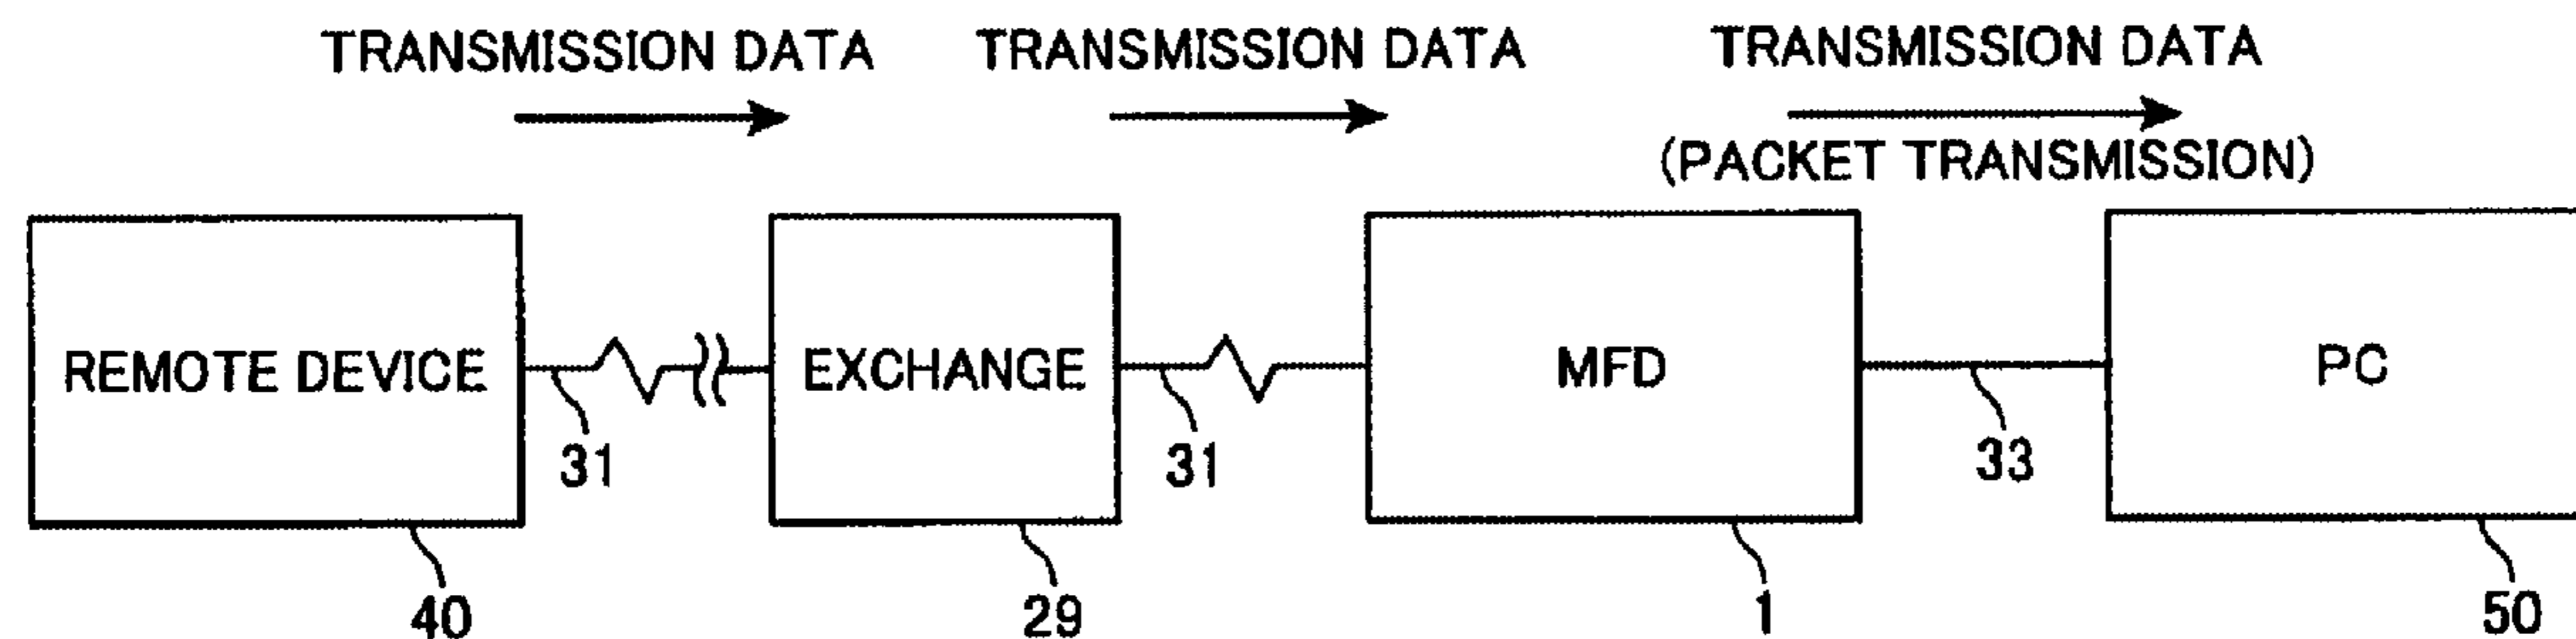 TRANSMISSION DATA
TRANSMISSION DATA
TRANSMISSION DATA
(PACKET TRANSMISSION)
REMOTE DEVICE
EXCHANGE
MFD
PC
31
31
33
40
29
1
50